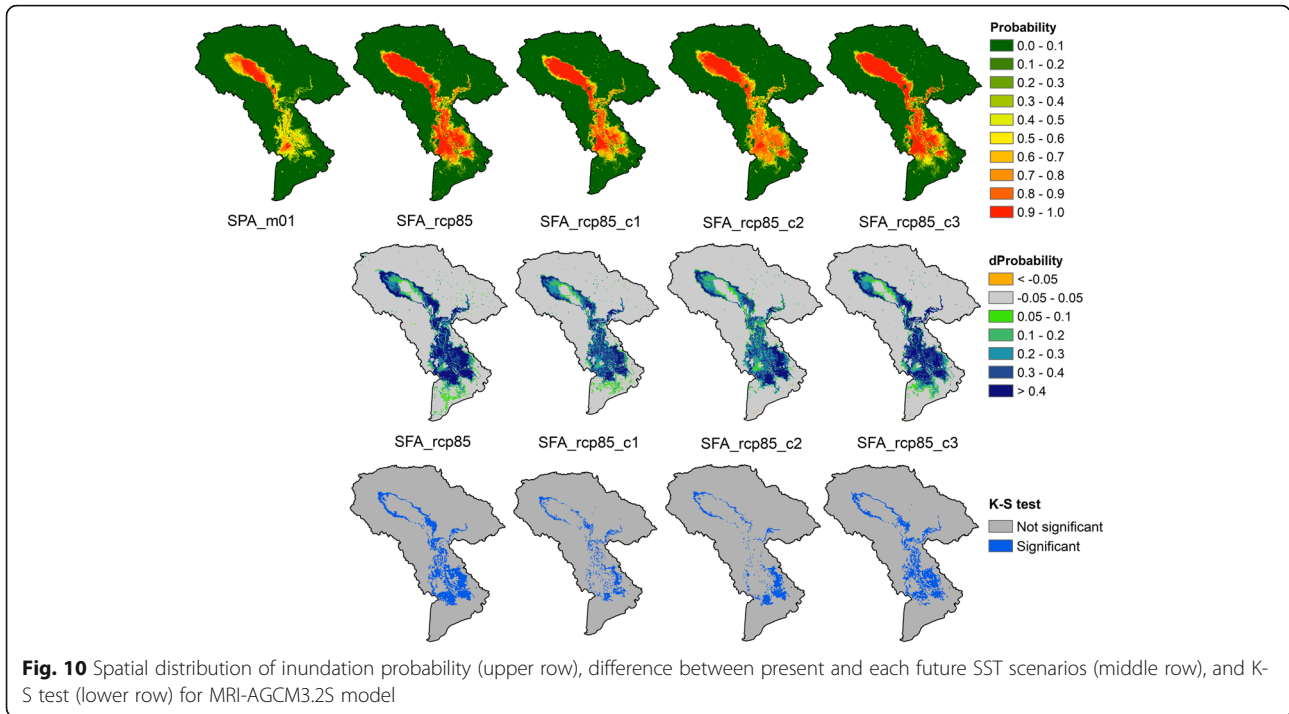 Probability
0.0 - 0.1
0.1 - 0.2
0.2 - 0.3
0.3 - 0.4
0.4 - 0.5
0.5 - 0.6
0.6 - 0.7
0.7 - 0.8
0.8 - 0.9
0.9 - 1.0
SPA_m01 SFA_rcp85 SFA_rcp85_c1 SFA_rcp85_c2 SFA_rcp85_c3
dProbability
< -0.05
-0.05 - 0.05
0.05 - 0.1
0.1 - 0.2
0.2 - 0.3
0.3 - 0.4
> 0.4
SFA_rcp85 SFA_rcp85_c1 SFA_rcp85_c2 SFA_rcp85_c3
K-S test
Not significant
Significant
Fig. 10 Spatial distribution of inundation probability (upper row), difference between present and each future SST scenarios (middle row), and K-
S test (lower row) for MRI-AGCM3.2S model